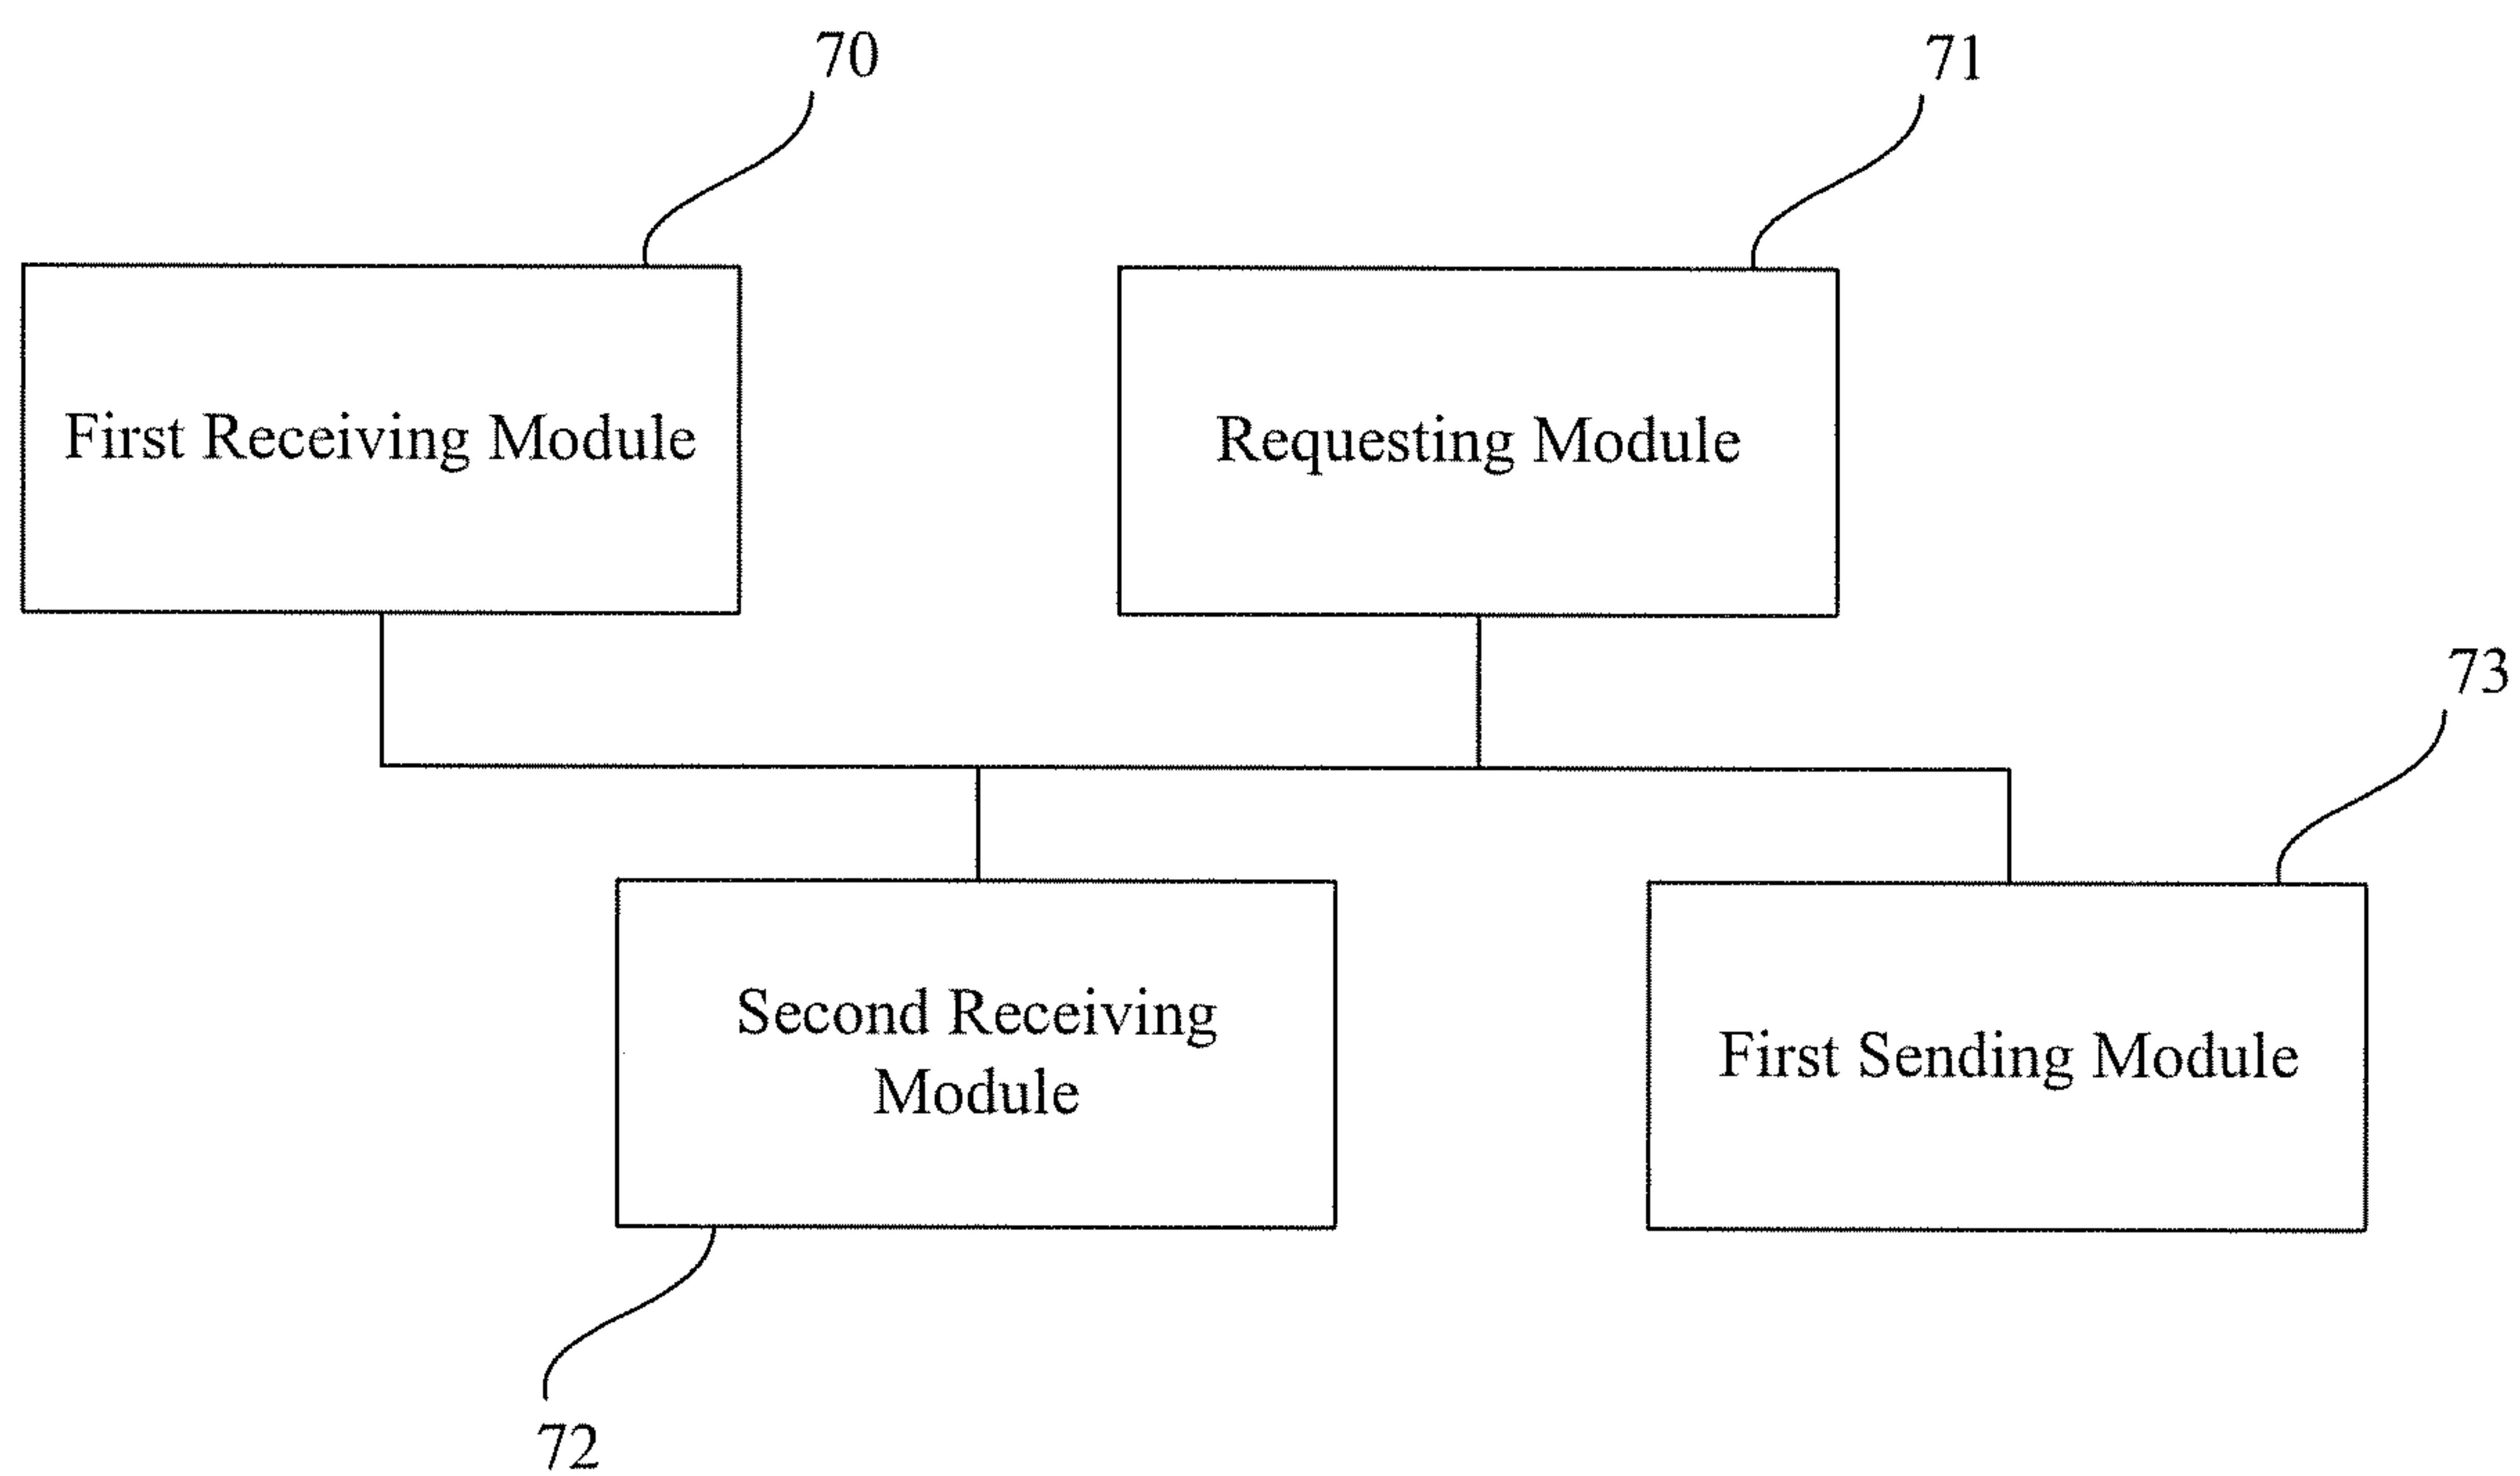 70
71
First Receiving Module
Requesting Module
73
Second Receiving
Module
First Sending Module
72